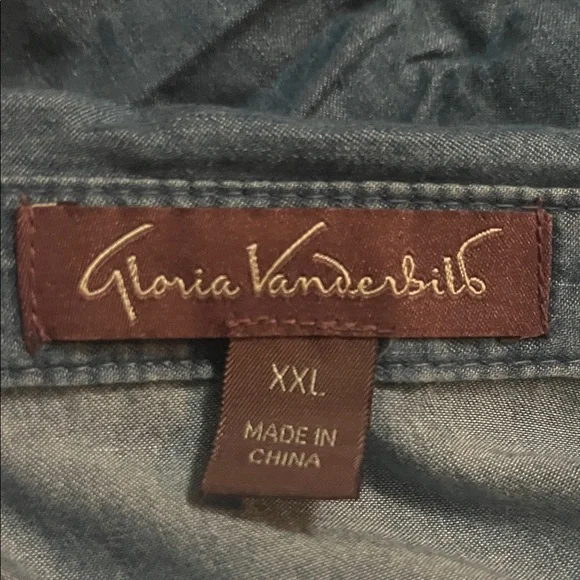 Gloria Vanderbilt
XXL
MADE IN
CHINA